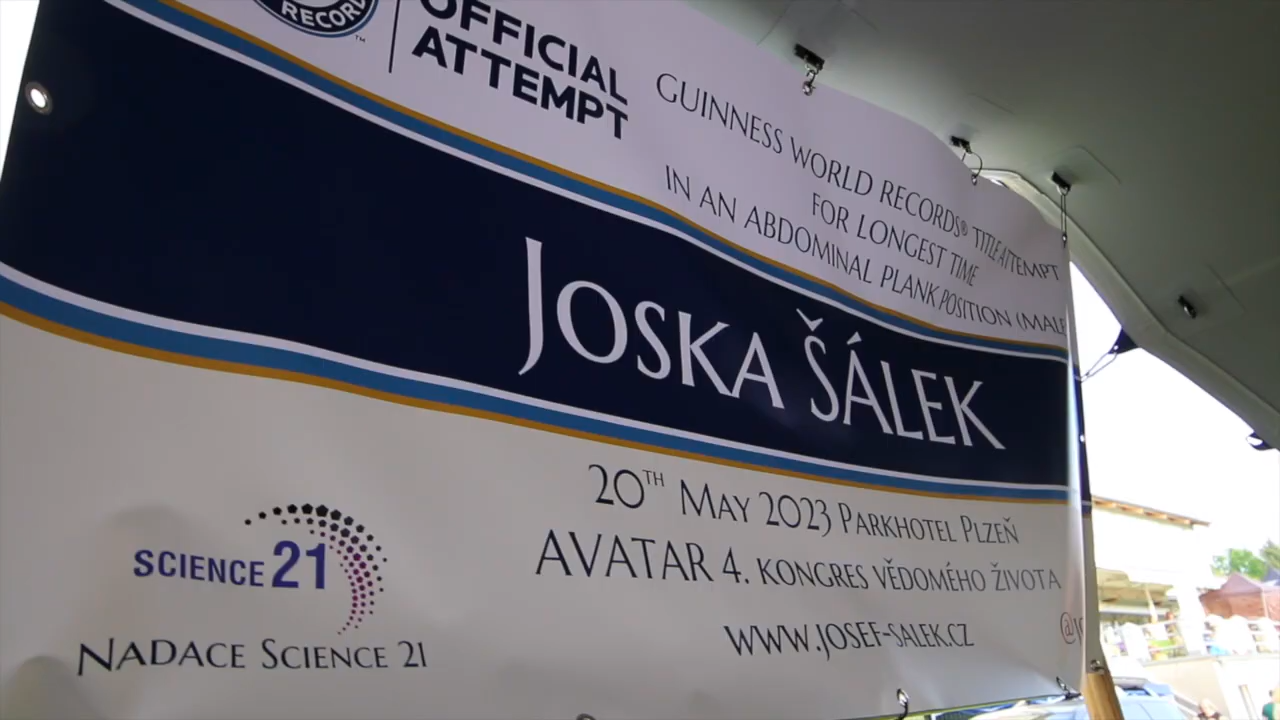 RECORD
OFFICIAL
ATTEMPT
GUINNESS WORLD RECORDS® TITLE ATTEMPT
FOR LONGEST TIME
IN AN ABDOMINAL PLANK POSITION (MALE
JOSKA ŠÁLEK
20TH MAY 2023 PARKHOTEL PLZEŇ
AVATAR 4. KONGRES VĚDOMÉHO ŽIVOTA
WWW.JOSEF-SALEK.CZ
SCIENCE 21
NADACE SCIENCE 21